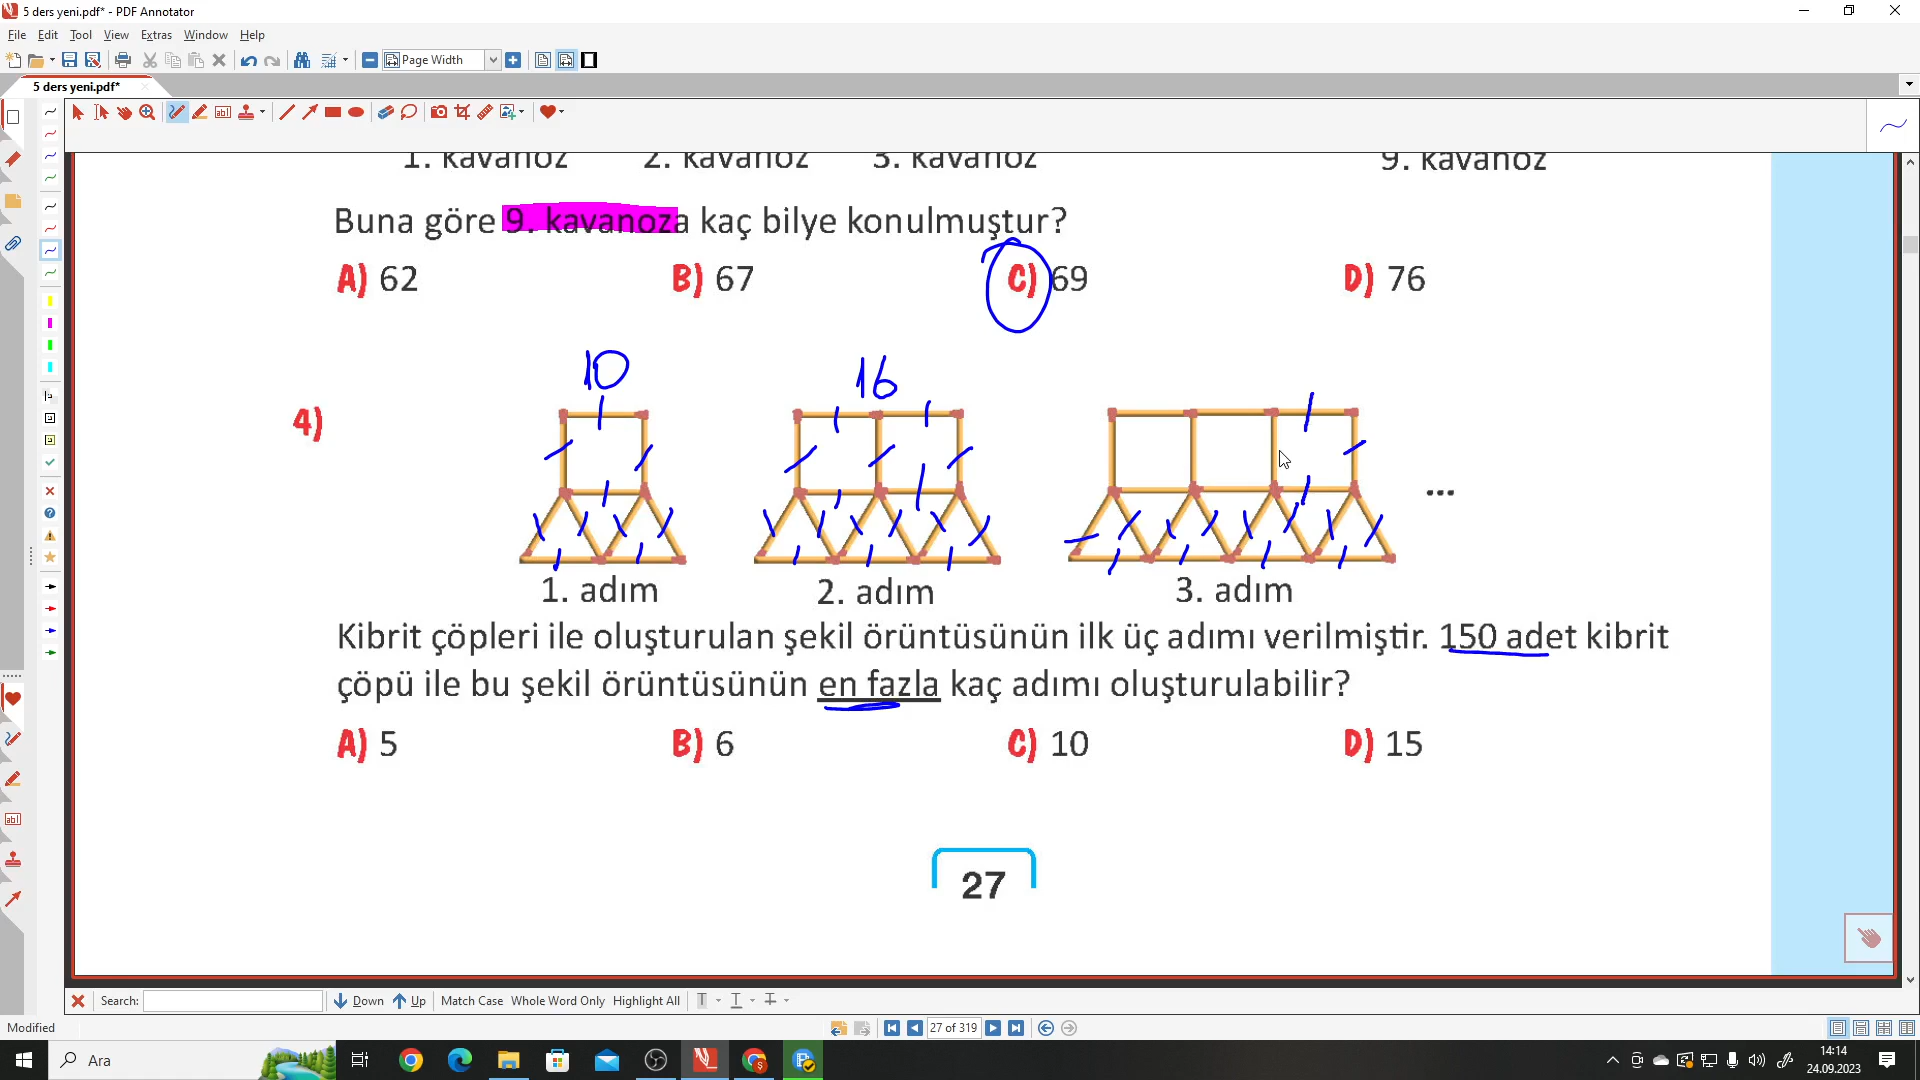 5 ders yeni.pdf* - PDF Annotator
File Edit Tool View Extras Window Help
Page Width
5 ders yeni.pdf*
1. kavanoz 2. kavanoz 3. kavanoz 9. kavanoz
Buna göre 9. kavanoza kaç bilye konulmuştur?
A) 62 B) 67 C) 69 D) 76
10 16
4)
...
1. adım 2. adım 3. adım
Kibrit çöpleri ile oluşturulan şekil örüntüsünün ilk üç adımı verilmiştir. 150 adet kibrit
çöpü ile bu şekil örüntüsünün en fazla kaç adımı oluşturulabilir?
A) 5 B) 6 C) 10 D) 15
27
Search: Down Up Match Case Whole Word Only Highlight All
Modified
27 of 319
Ara
14:14
24.09.2023